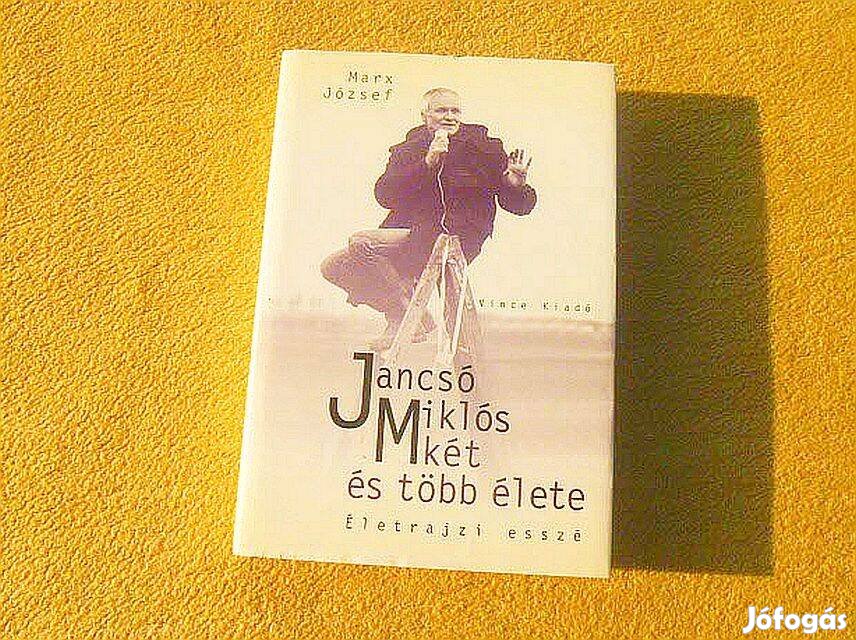 Marx
József
Vince Kiadó
Jancsó
Miklós
két
és több élete
Életrajzi esszé
Jófogás